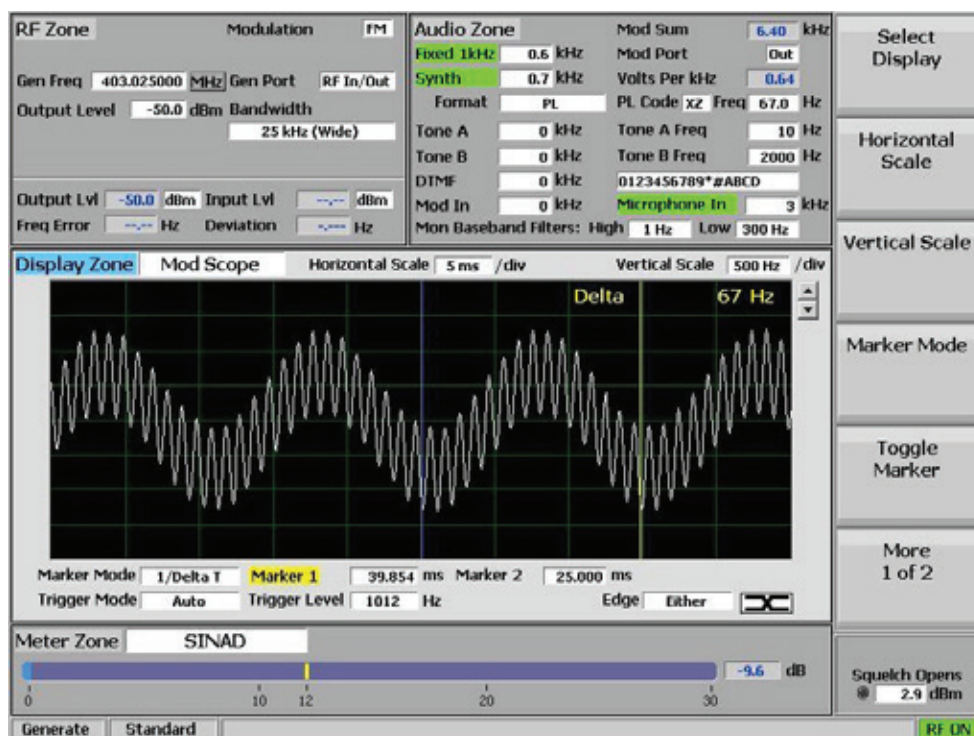 RF Zone Modulation FM
Gen Freq 403.025000 MHz Gen Port RF In/Out
Output Level -50.0 dBm Bandwidth
25 kHz (Wide)
Output Lvl -50.0 dBm Input Lvl --.-- dBm
Freq Error --.-- Hz Deviation -.--- Hz
Audio Zone Mod Sum 6.40 kHz
Fixed 1kHz 0.6 kHz Mod Port Out
Synth 0.7 kHz Volts Per kHz 0.64
Format PL PL Code XZ Freq 67.0 Hz
Tone A 0 kHz Tone A Freq 10 Hz
Tone B 0 kHz Tone B Freq 2000 Hz
DTMF 0 kHz 0123456789*#ABCD
Mod In 0 kHz Microphone In 3 kHz
Mon Baseband Filters: High 1 Hz Low 300 Hz
Display Zone Mod Scope Horizontal Scale 5 ms /div Vertical Scale 500 Hz /div
Delta 67 Hz
Marker Mode 1/Delta T Marker 1 39.854 ms Marker 2 25.000 ms
Trigger Mode Auto Trigger Level 1012 Hz Edge Either
Meter Zone SINAD
-9.6 dB
0 10 12 20 30
Generate Standard
Select
Display
Horizontal
Scale
Vertical Scale
Marker Mode
Toggle
Marker
More
1 of 2
Squelch Opens
2.9 dBm
RF ON